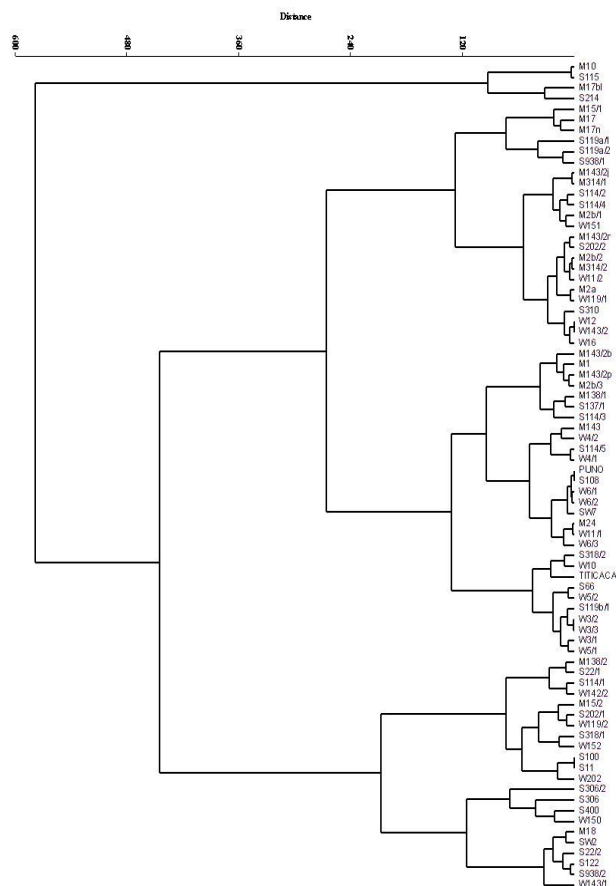 Distance
600 480 360 240 120
M10
S115
M17bl
S214
M15/1
M17
M17n
S119a/1
S119a/2
S938/1
M143/2j
M314/1
S114/2
S114/4
M2b/1
W151
M143/2r
S202/2
M2b/2
M314/2
W11/2
M2a
W119/1
S310
W12
W143/2
W16
M143/2b
M1
M143/2p
M2b/3
M138/1
S137/1
S114/3
M143
W4/2
S114/5
W4/1
PUNO
S108
W6/1
W6/2
SW7
M24
W11/1
W6/3
S318/2
W10
TITICACA
S66
W5/2
S119b/1
W3/2
W3/3
W3/1
W5/1
M138/2
S22/1
S114/1
W142/2
M15/2
S202/1
W119/2
S318/1
W152
S100
S11
W202
S306/2
S306
S400
W150
M18
SW2
S22/2
S122
S938/2
W143/1